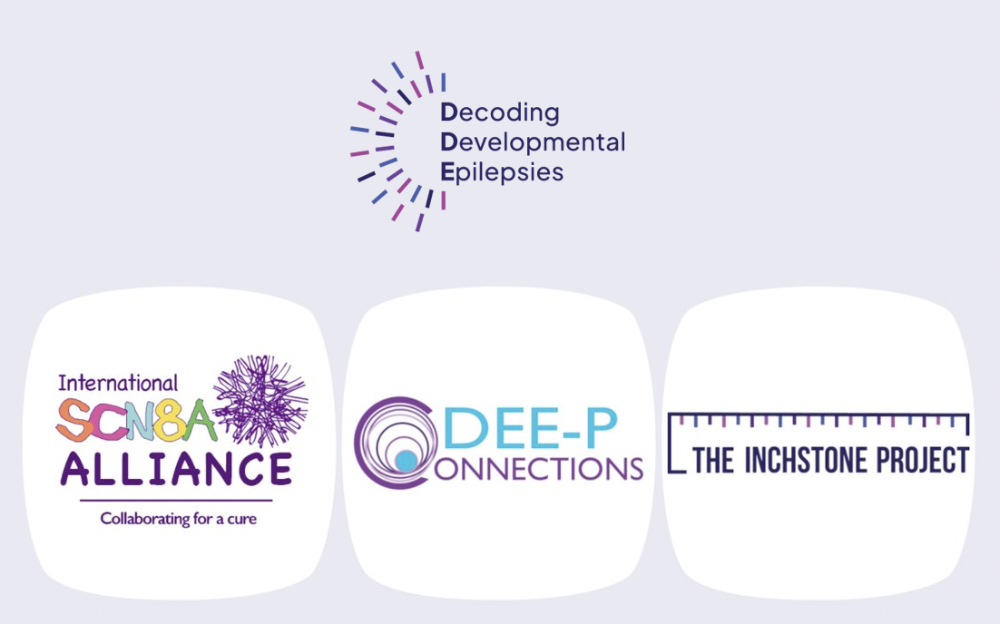 Decoding
Developmental
Epilepsies
International
SCN8A
ALLIANCE
Collaborating for a cure
DEE-P
CONNECTIONS
THE INCHSTONE PROJECT